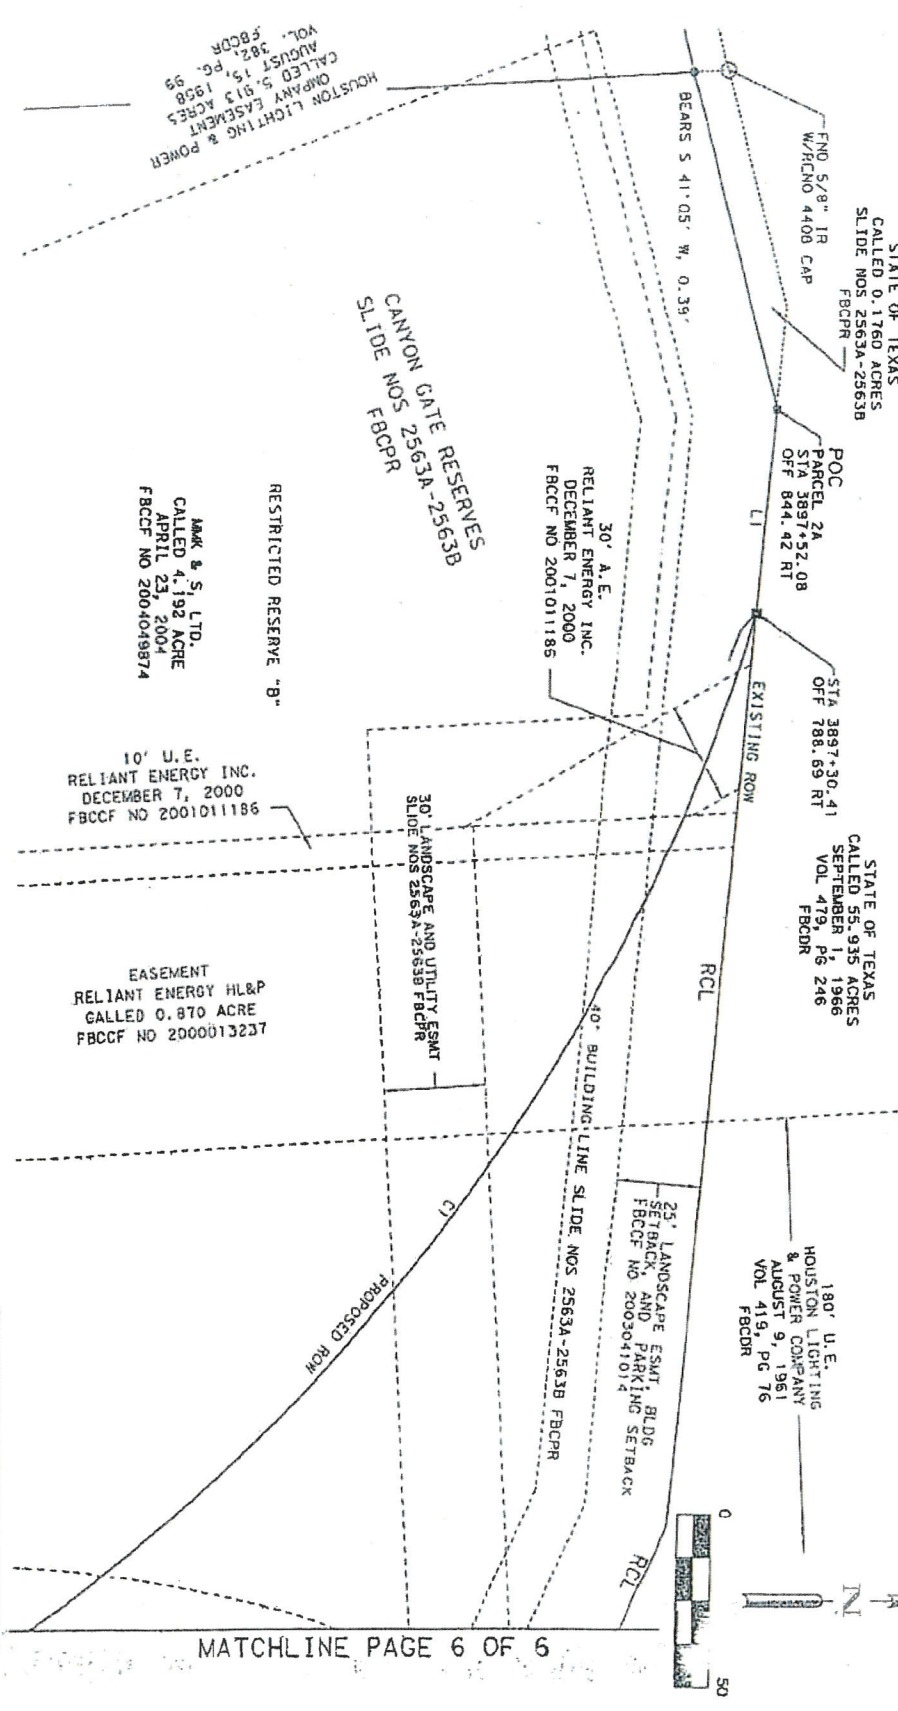 HOUSTON LIGHTING & POWER
OMPANY EASEMENT
CALLED 5.913 ACRES
AUGUST 15, 1958
VOL. 382, PG. 99
FBCDR
BEARS S 41°05' W, 0.39'
FND 5/8" IR
W/RCNO 4408 CAP
STATE OF TEXAS
CALLED 0.1760 ACRES
SLIDE NOS 2563A-2563B
FBCPR
POC
PARCEL 2A
STA 3897+52.08
OFF 844.42 RT
L1
CANYON GATE RESERVES
SLIDE NOS 2563A-2563B
FBCPR
30' A.E.
RELIANT ENERGY INC.
DECEMBER 7, 2000
FBCCF NO 2001011186
RESTRICTED RESERVE "B"
MMK & S, LTD.
CALLED 4.192 ACRE
APRIL 23, 2004
FBCCF NO 2004049874
STA 3897+30.41
OFF 788.69 RT
EXISTING ROW
10' U.E.
RELIANT ENERGY INC.
DECEMBER 7, 2000
FBCCF NO 2001011186
30' LANDSCAPE AND UTILITY ESMT
SLIDE NOS 2563A-2563B FBCPR
STATE OF TEXAS
CALLED 55.935 ACRES
SEPTEMBER 1, 1966
VOL 479, PG 246
FBCDR
RCL
EASEMENT
RELIANT ENERGY HL&P
CALLED 0.870 ACRE
FBCCF NO 2000013237
40' BUILDING LINE SLIDE NOS 2563A-2563B FBCPR
25' LANDSCAPE ESMT, BLDG
SETBACK, AND PARKING SETBACK
FBCCF NO 2003041014
180' U.E.
HOUSTON LIGHTING
& POWER COMPANY
AUGUST 9, 1961
VOL 419, PG 76
FBCDR
C1
PROPOSED ROW
RCL
0
50
N
MATCHLINE PAGE 6 OF 6